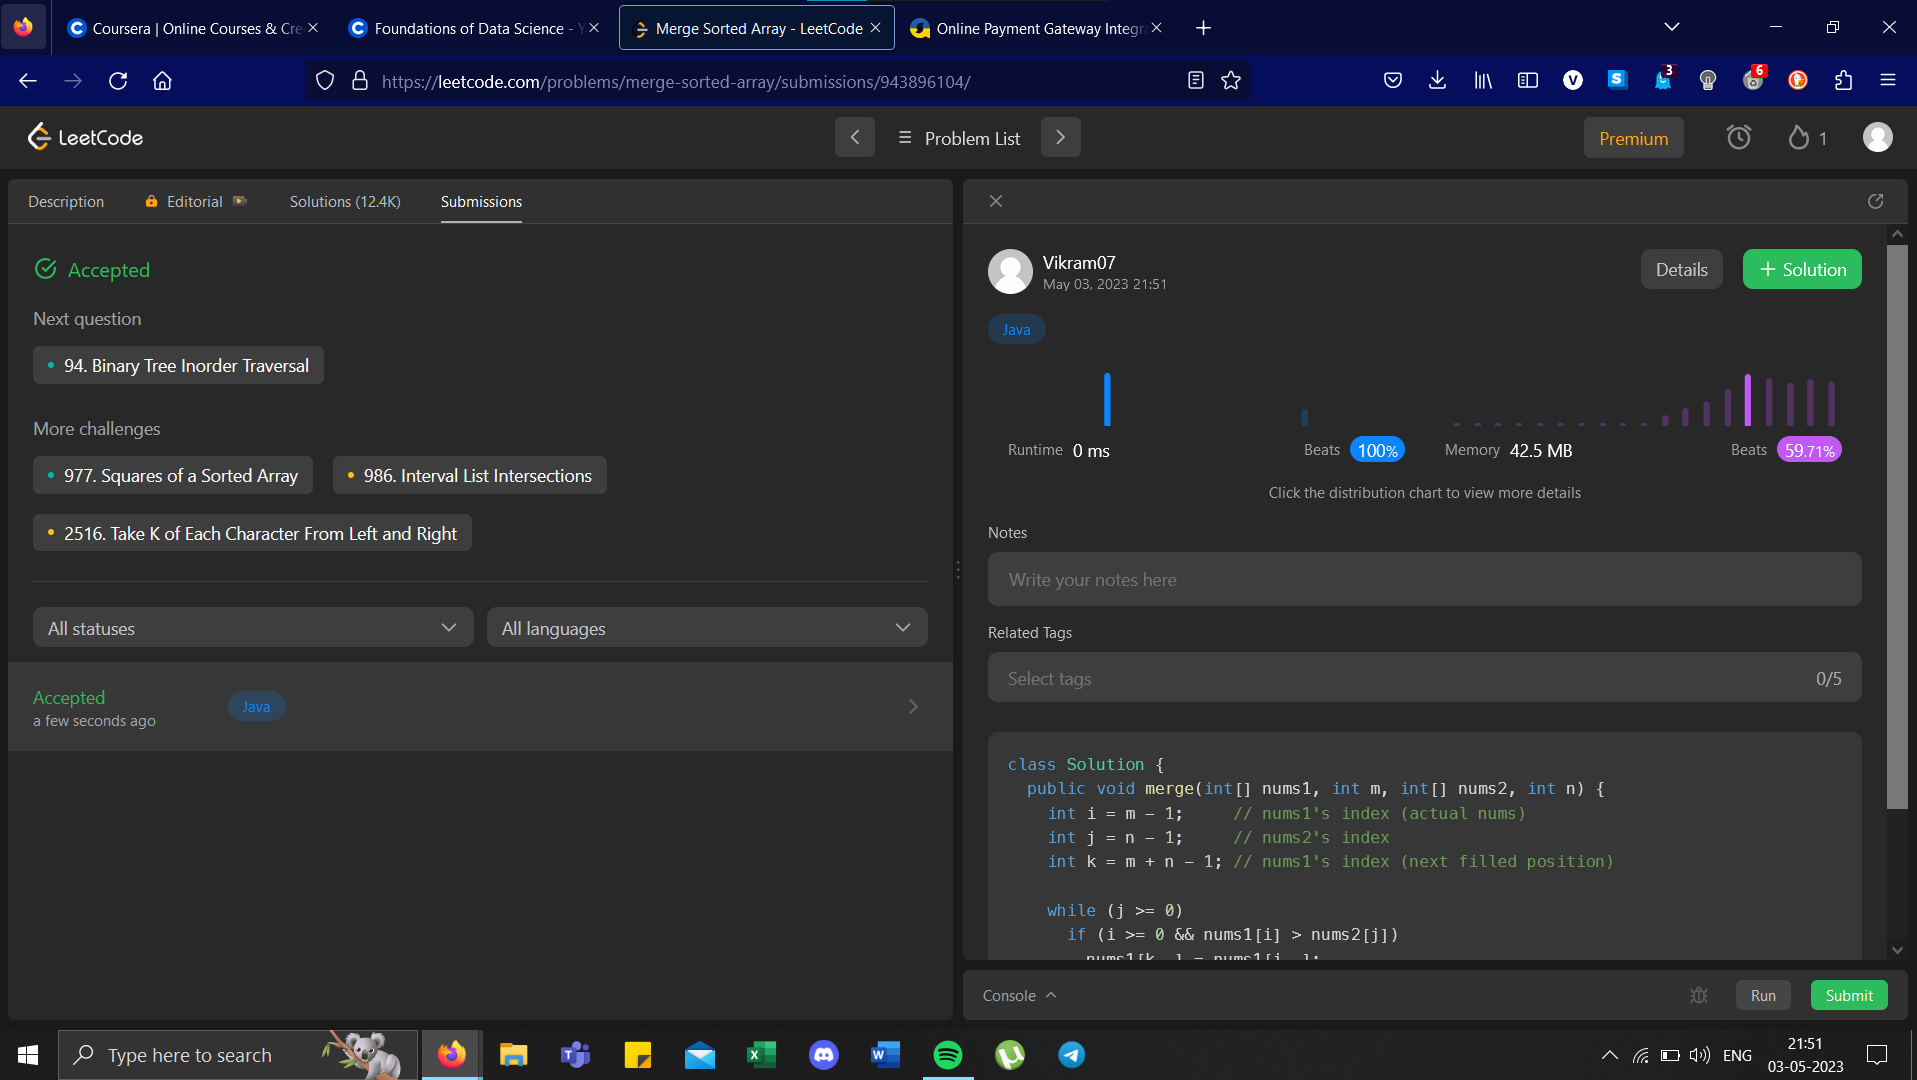 Coursera | Online Courses & Cre
Foundations of Data Science - Y
Merge Sorted Array - LeetCode
Online Payment Gateway Integra
https://leetcode.com/problems/merge-sorted-array/submissions/943896104/
V
S
3
6
LeetCode
Problem List
Premium
1
Description
Editorial
Solutions (12.4K)
Submissions
Accepted
Next question
94. Binary Tree Inorder Traversal
More challenges
977. Squares of a Sorted Array
986. Interval List Intersections
2516. Take K of Each Character From Left and Right
All statuses
All languages
Accepted
a few seconds ago
Java
Vikram07
May 03, 2023 21:51
Details
+ Solution
Java
Runtime 0 ms
Beats 100%
Memory 42.5 MB
Beats 59.71%
Click the distribution chart to view more details
Notes
Write your notes here
Related Tags
Select tags
0/5
class Solution {
public void merge(int[] nums1, int m, int[] nums2, int n) {
int i = m - 1;     // nums1's index (actual nums)
int j = n - 1;     // nums2's index
int k = m + n - 1; // nums1's index (next filled position)
while (j >= 0)
if (i >= 0 && nums1[i] > nums2[j])
Console
Run
Submit
Type here to search
ENG
21:51
03-05-2023